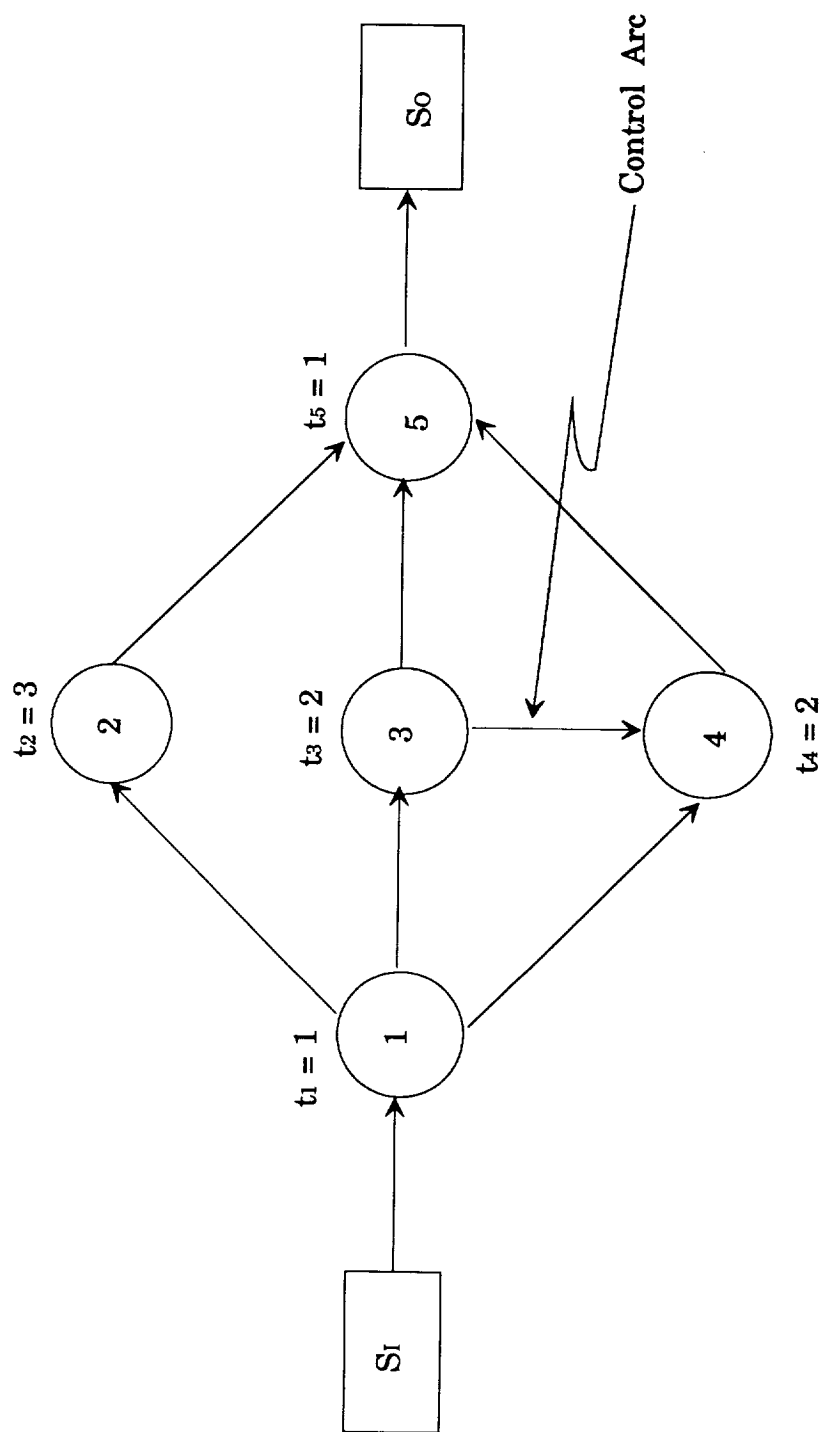 t2 = 3
2
t1 = 1
t3 = 2
t5 = 1
SI
1
3
5
SO
4
t4 = 2
Control Arc